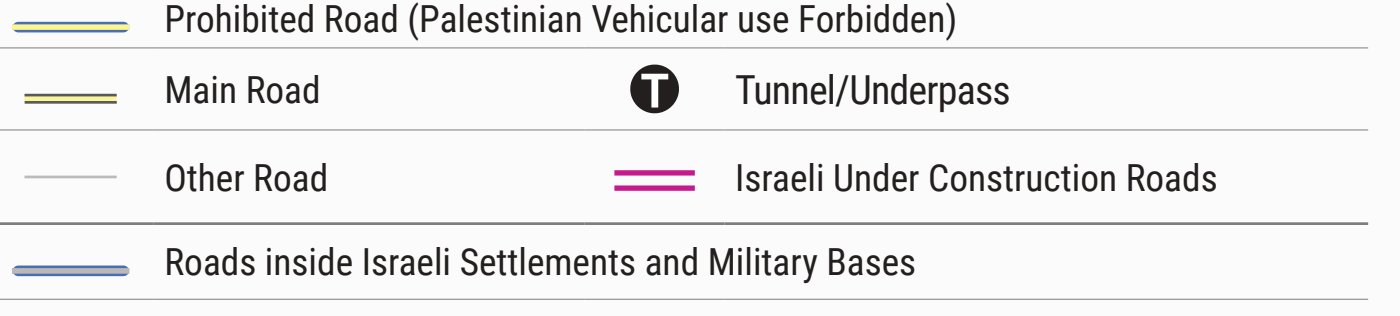 Prohibited Road (Palestinian Vehicular use Forbidden)
Main Road
T Tunnel/Underpass
Other Road
Israeli Under Construction Roads
Roads inside Israeli Settlements and Military Bases